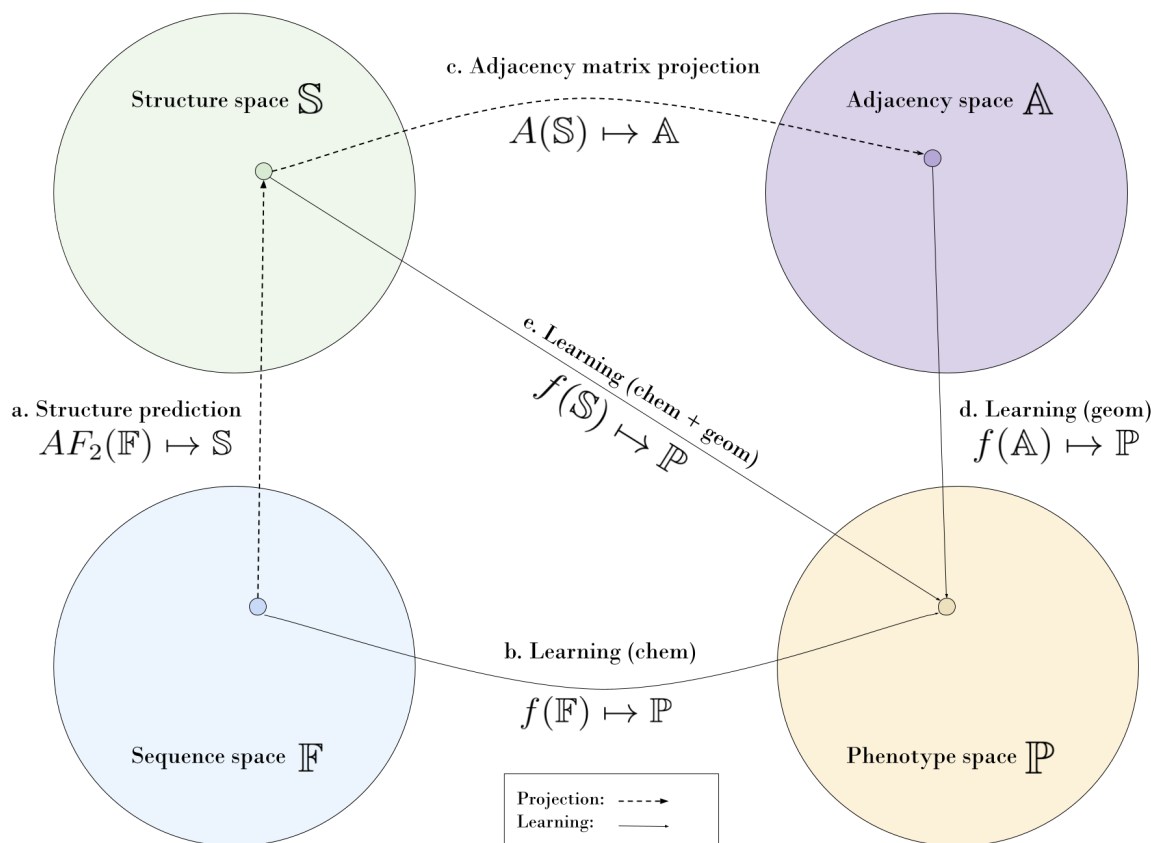 c. Adjacency matrix projection
Structure space 𝕊
Adjacency space 𝔸
A(𝕊) ↦ 𝔸
e. Learning (chem + geom)
f(𝕊) ↦ ℙ
a. Structure prediction
AF₂(𝔽) ↦ 𝕊
d. Learning (geom)
f(𝔸) ↦ ℙ
b. Learning (chem)
f(𝔽) ↦ ℙ
Sequence space 𝔽
Phenotype space ℙ
Projection:
Learning: